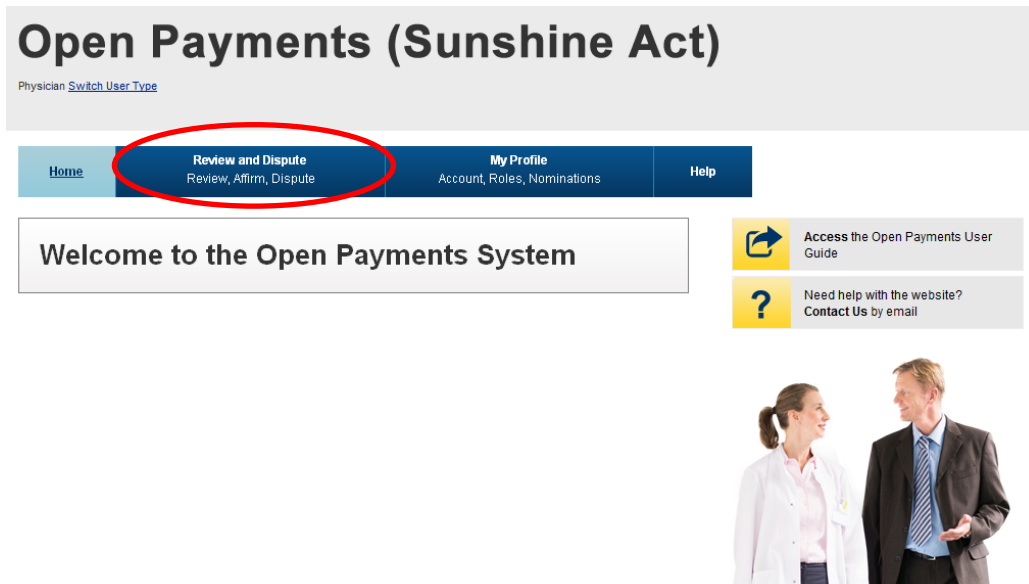 Open Payments (Sunshine Act)
Physician Switch User Type
Home
Review and Dispute
Review, Affirm, Dispute
My Profile
Account, Roles, Nominations
Help
Welcome to the Open Payments System
Access the Open Payments User
Guide
?
Need help with the website?
Contact Us by email